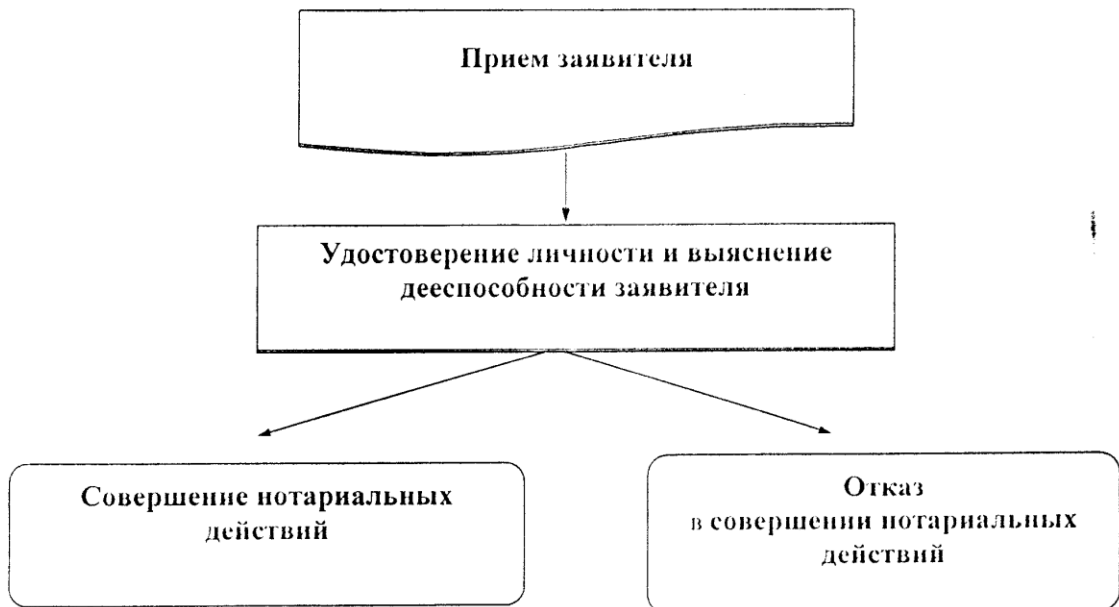 Прием заявителя
Удостоверение личности и выяснение
дееспособности заявителя
Совершение нотариальных
действий
Отказ
в совершении нотариальных
действий